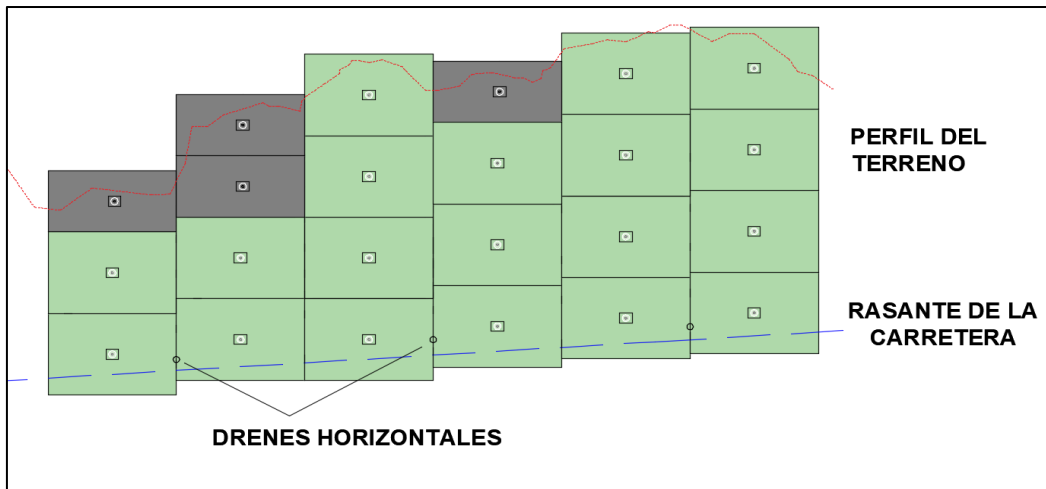 PERFIL DEL
TERRENO
RASANTE DE LA
CARRETERA
DRENES HORIZONTALES